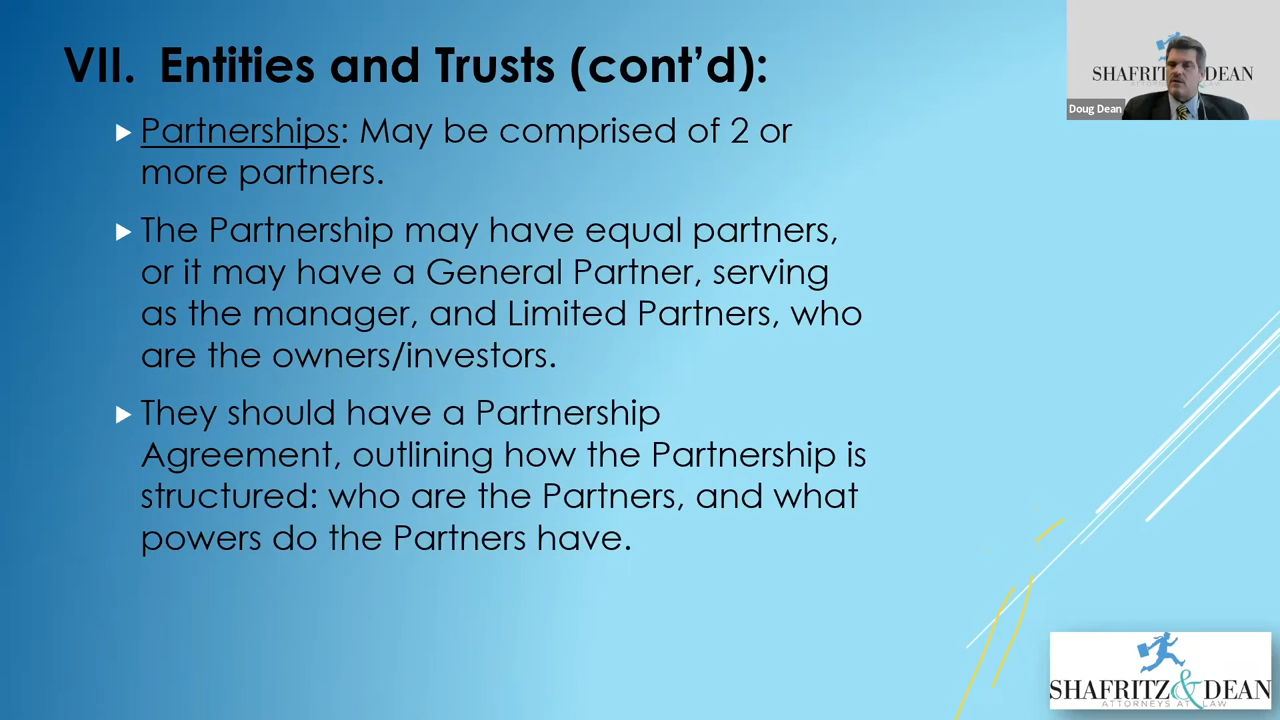 VII. Entities and Trusts (cont’d):
Partnerships: May be comprised of 2 or
more partners.
The Partnership may have equal partners,
or it may have a General Partner, serving
as the manager, and Limited Partners, who
are the owners/investors.
They should have a Partnership
Agreement, outlining how the Partnership is
structured: who are the Partners, and what
powers do the Partners have.
SHAFRITZ DEAN
Doug Dean
SHAFRITZ & DEAN
ATTORNEYS AT LAW